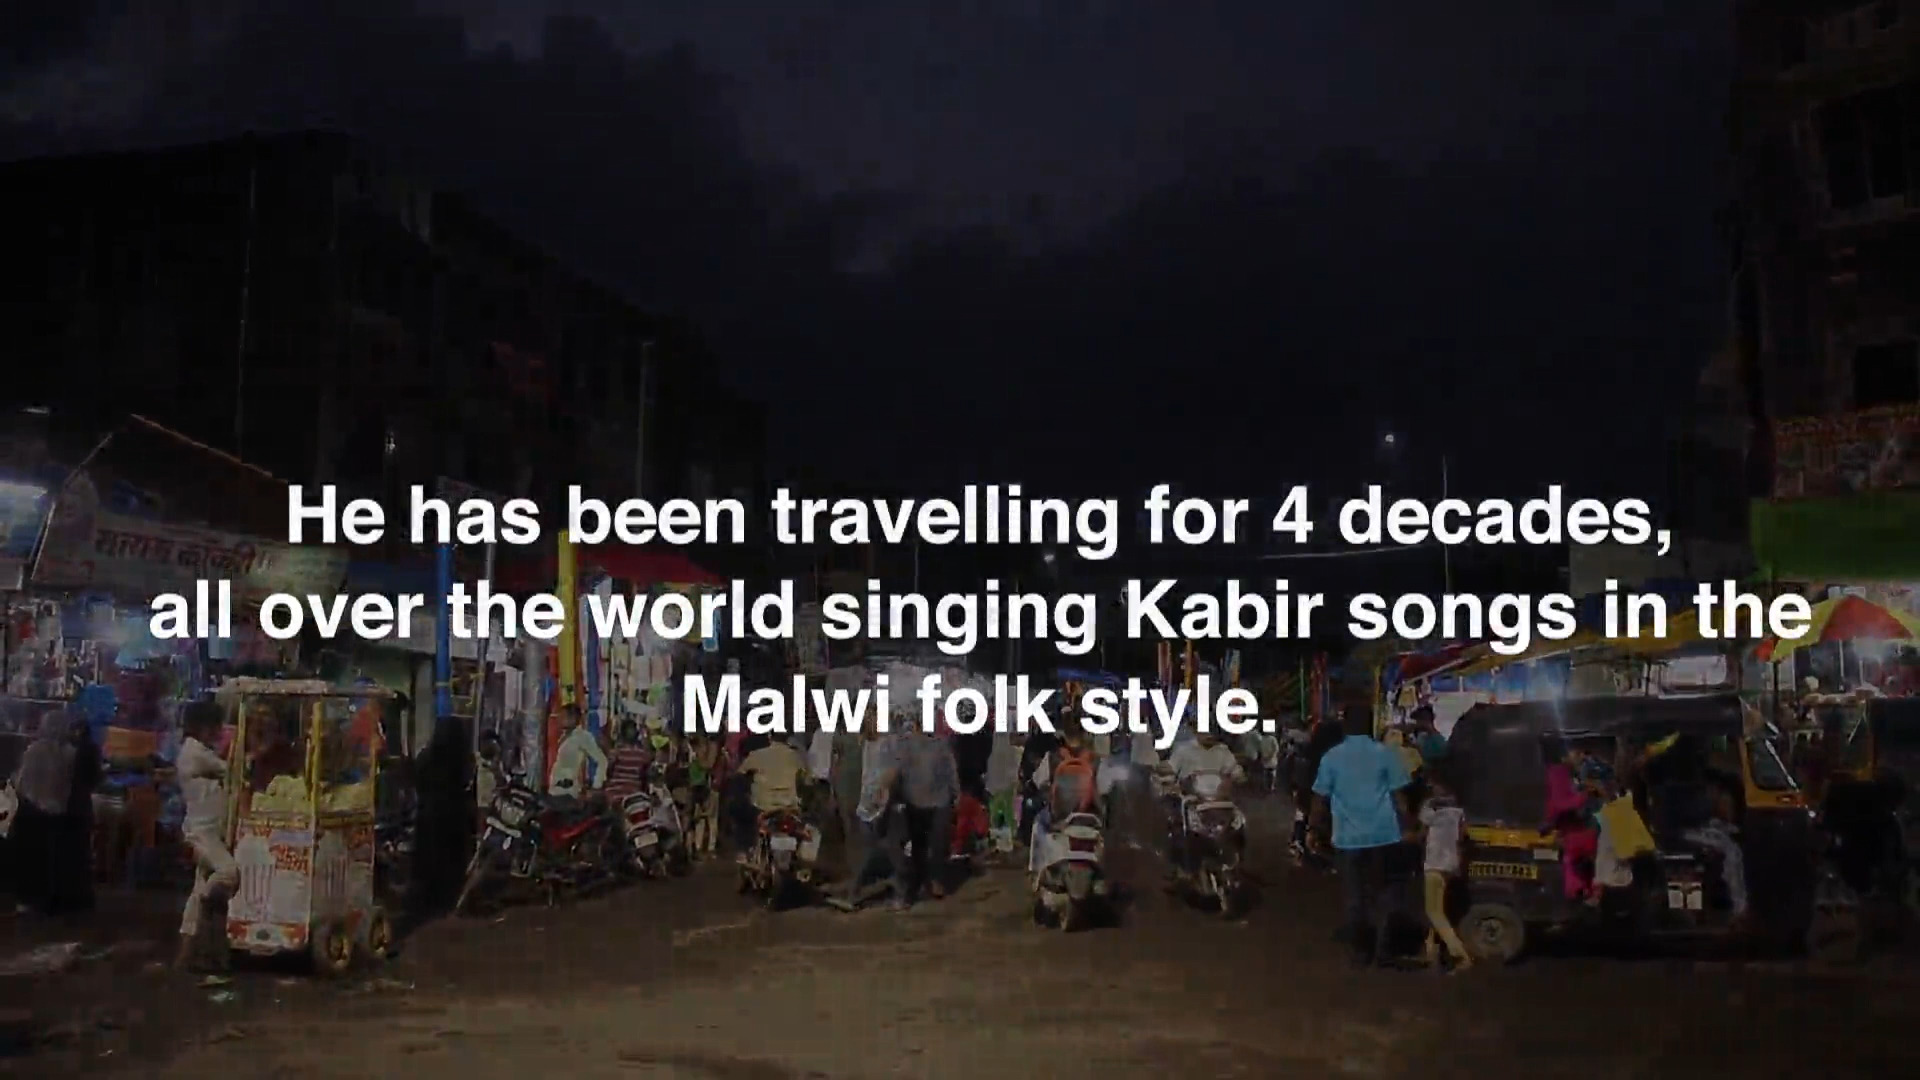 He has been travelling for 4 decades,
all over the world singing Kabir songs in the
Malwi folk style.